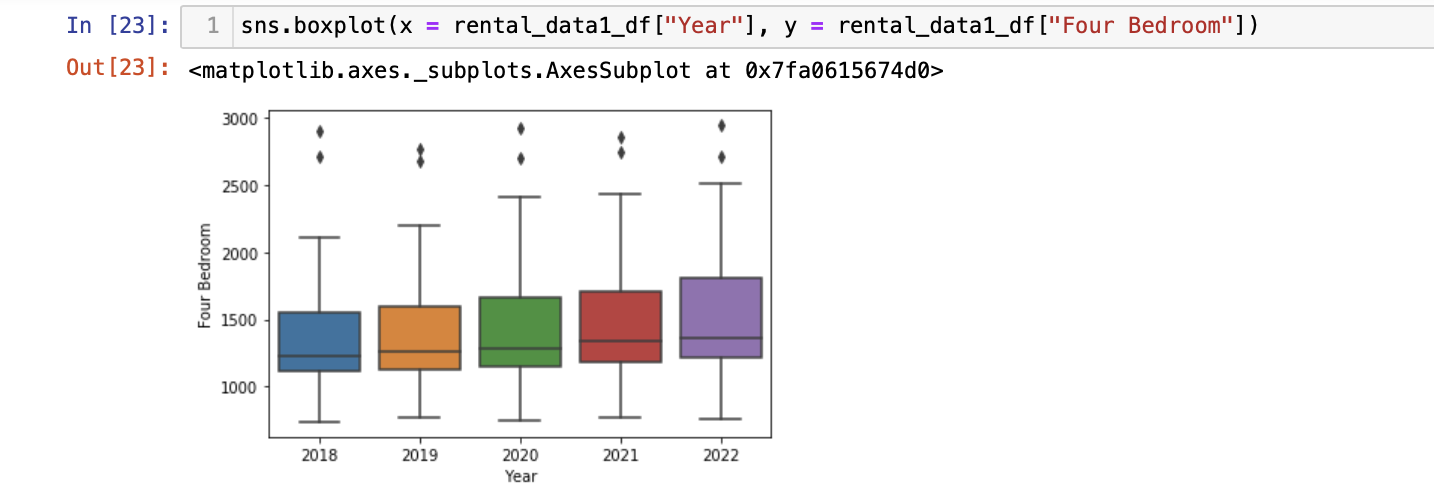 In [23]: 1 sns.boxplot(x = rental_data1_df["Year"], y = rental_data1_df["Four Bedroom"])
Out[23]: <matplotlib.axes._subplots.AxesSubplot at 0x7fa0615674d0>
3000
2500
2000
1500
1000
Four Bedroom
2018 2019 2020 2021 2022
Year